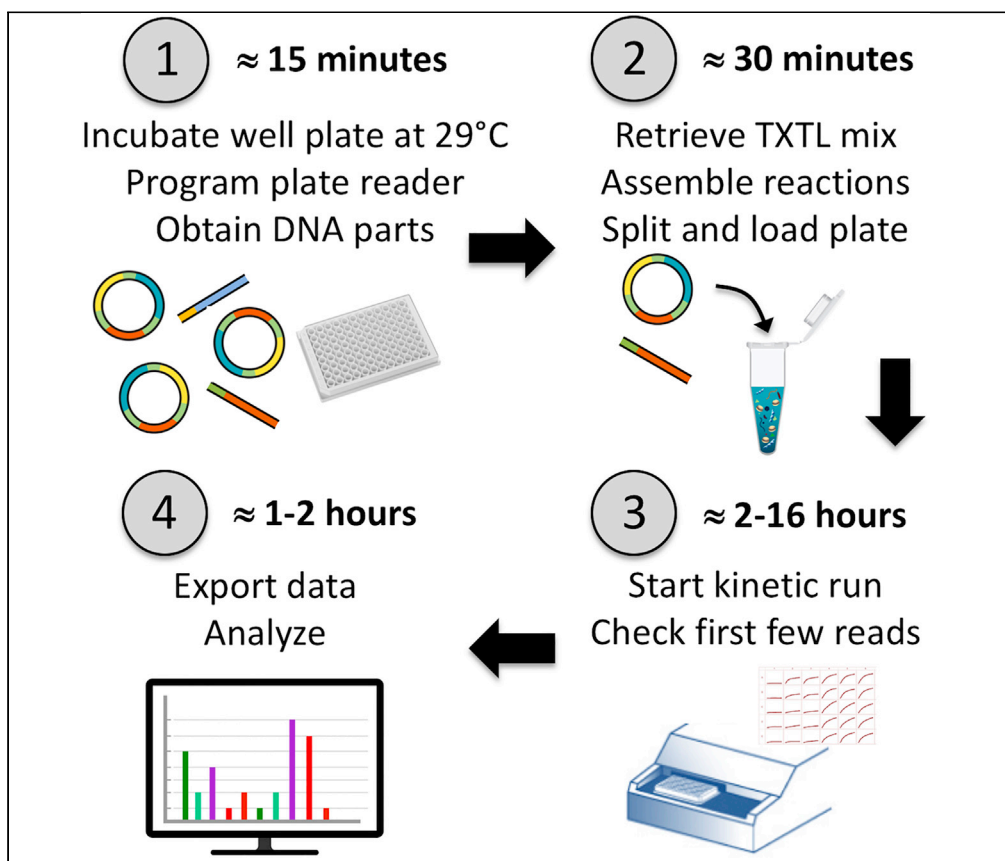 1 ≈ 15 minutes
Incubate well plate at 29°C
Program plate reader
Obtain DNA parts
2 ≈ 30 minutes
Retrieve TXTL mix
Assemble reactions
Split and load plate
3 ≈ 2-16 hours
Start kinetic run
Check first few reads
4 ≈ 1-2 hours
Export data
Analyze